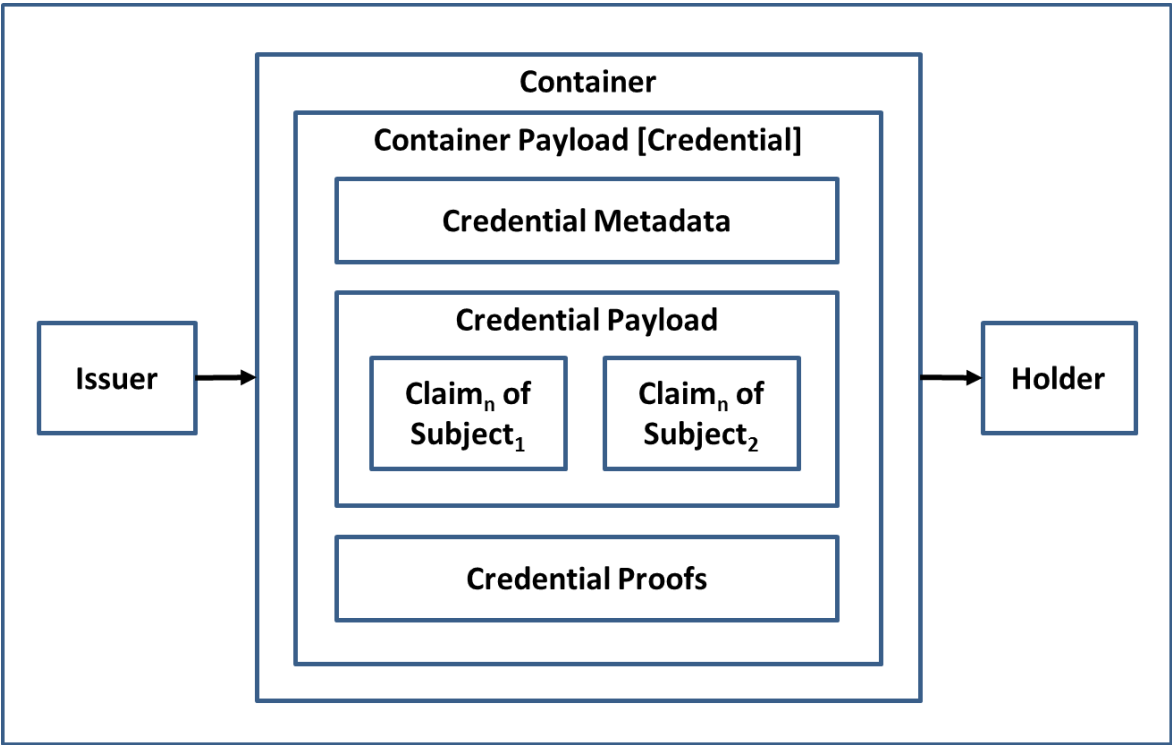 Container
Container Payload [Credential]
Credential Metadata
Credential Payload
Issuer
Claimₙ of
Subject₁
Claimₙ of
Subject₂
Holder
Credential Proofs